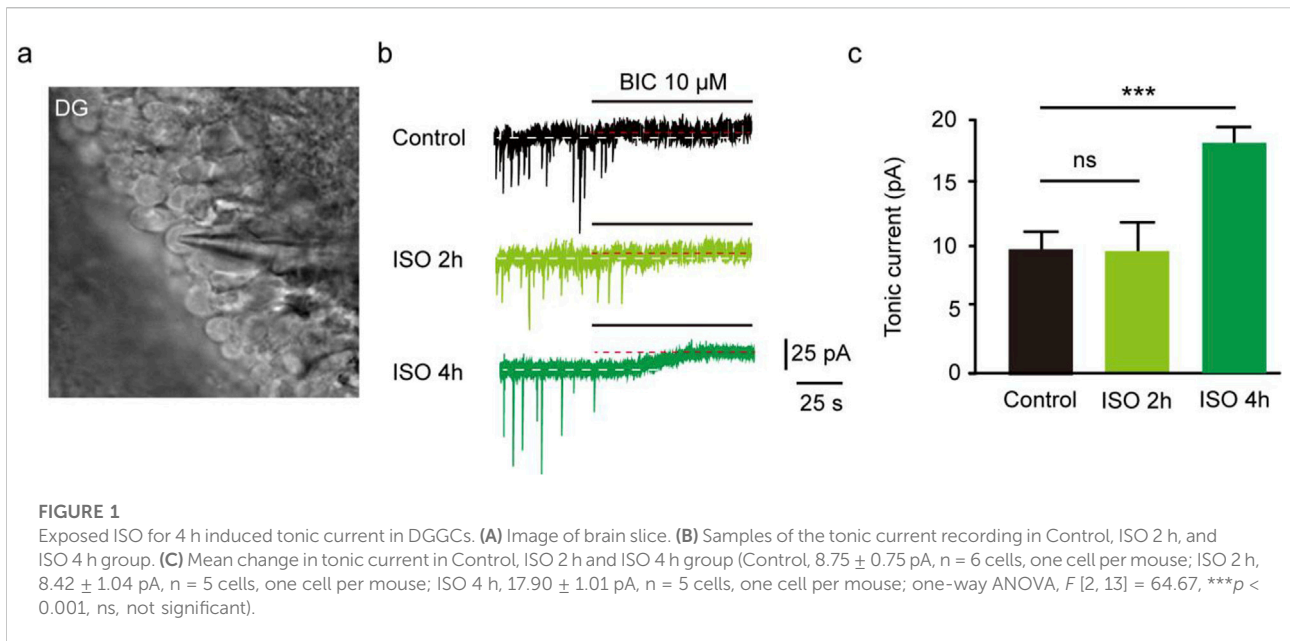 a
DG
b
BIC 10 µM
Control
ISO 2h
ISO 4h
25 pA
25 s
c
***
ns
Tonic current (pA)
20
15
10
5
0
Control ISO 2h ISO 4h
FIGURE 1
Exposed ISO for 4 h induced tonic current in DGGCs. (A) Image of brain slice. (B) Samples of the tonic current recording in Control, ISO 2 h, and
ISO 4 h group. (C) Mean change in tonic current in Control, ISO 2 h and ISO 4 h group (Control, 8.75 ± 0.75 pA, n = 6 cells, one cell per mouse; ISO 2 h,
8.42 ± 1.04 pA, n = 5 cells, one cell per mouse; ISO 4 h, 17.90 ± 1.01 pA, n = 5 cells, one cell per mouse; one-way ANOVA, F [2, 13] = 64.67, ***p <
0.001, ns, not significant).